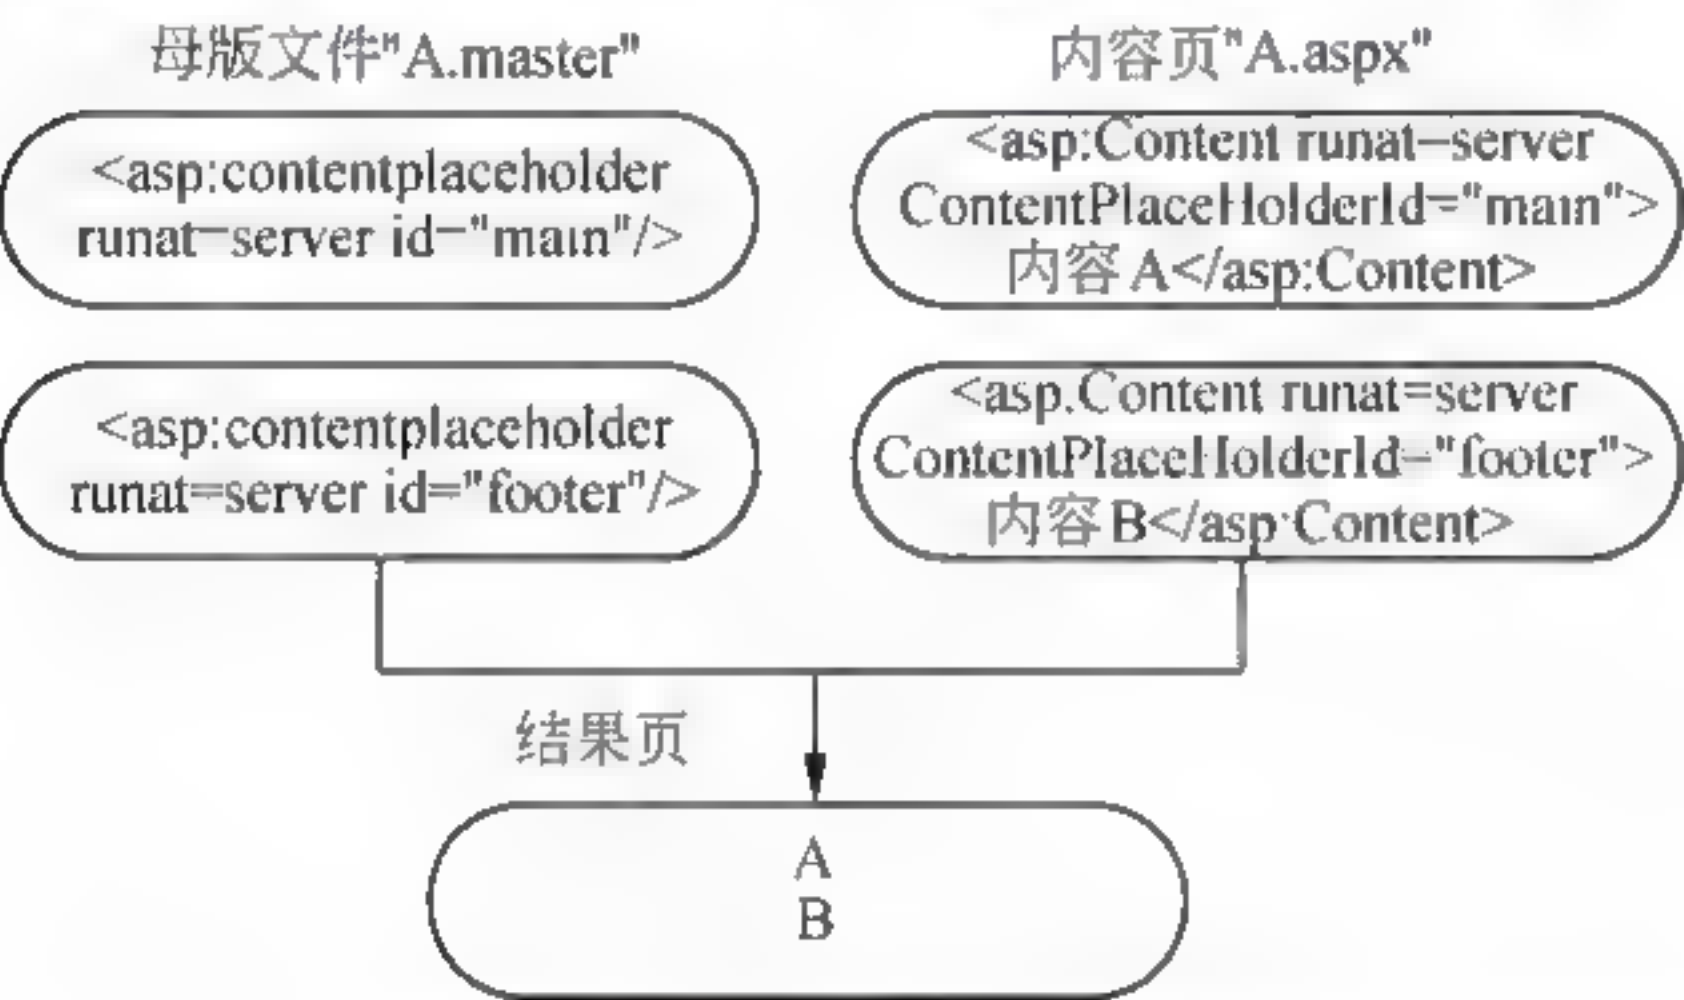 母版文件"A.master"
<asp:contentplaceholder
runat=server id="main"/>
<asp:contentplaceholder
runat=server id="footer"/>
内容页"A.aspx"
<asp:Content runat=server
ContentPlaceHolderId="main">
内容A</asp:Content>
<asp:Content runat=server
ContentPlaceHolderId="footer">
内容B</asp:Content>
结果页
A
B